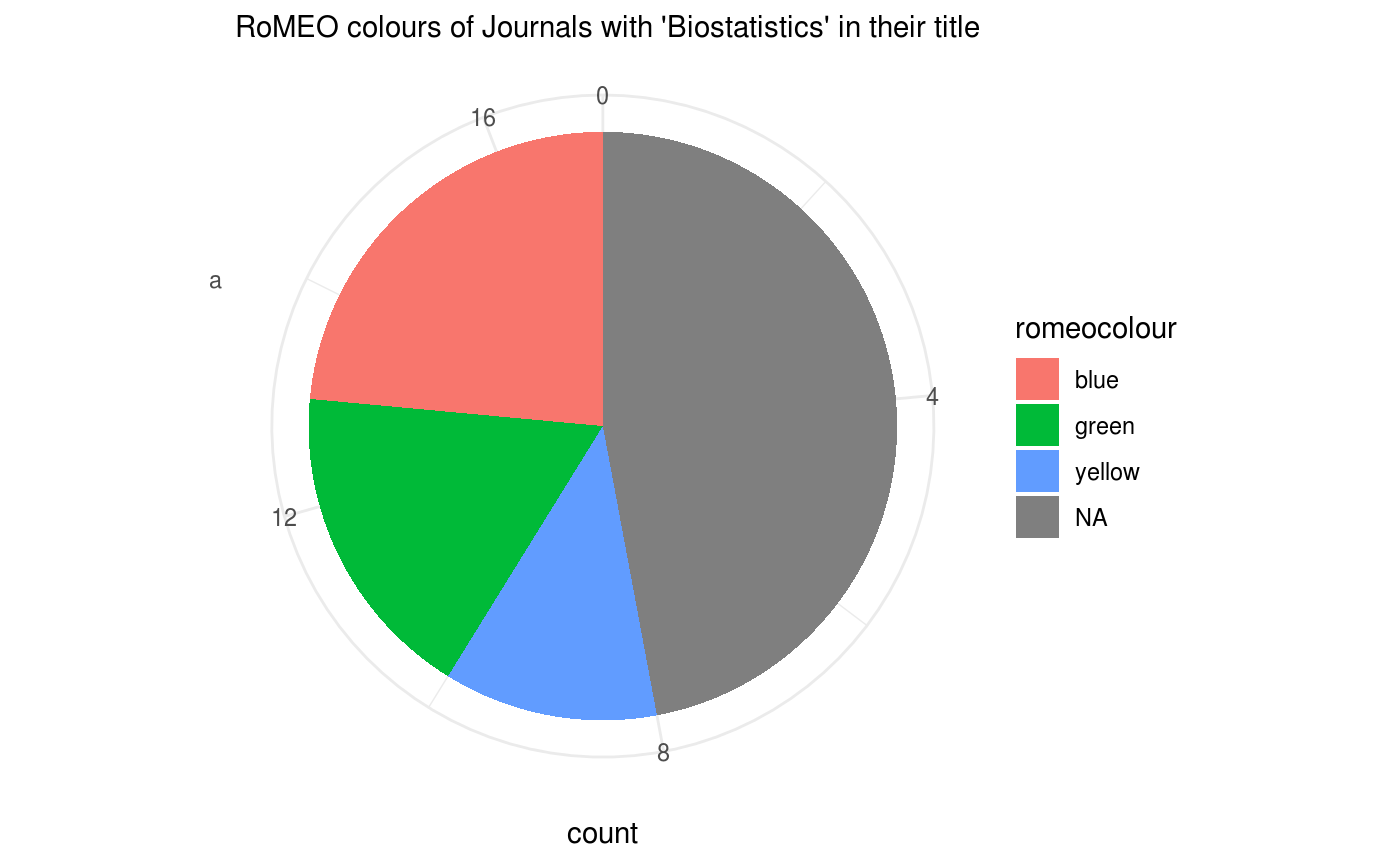 RoMEO colours of Journals with 'Biostatistics' in their title
0
16
a
4
12
8
count
romeocolour
blue
green
yellow
NA